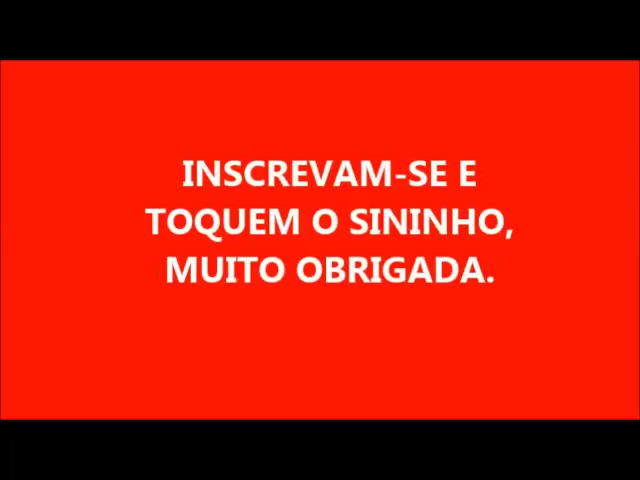 INSCREVAM-SE E
TOQUEM O SININHO,
MUITO OBRIGADA.